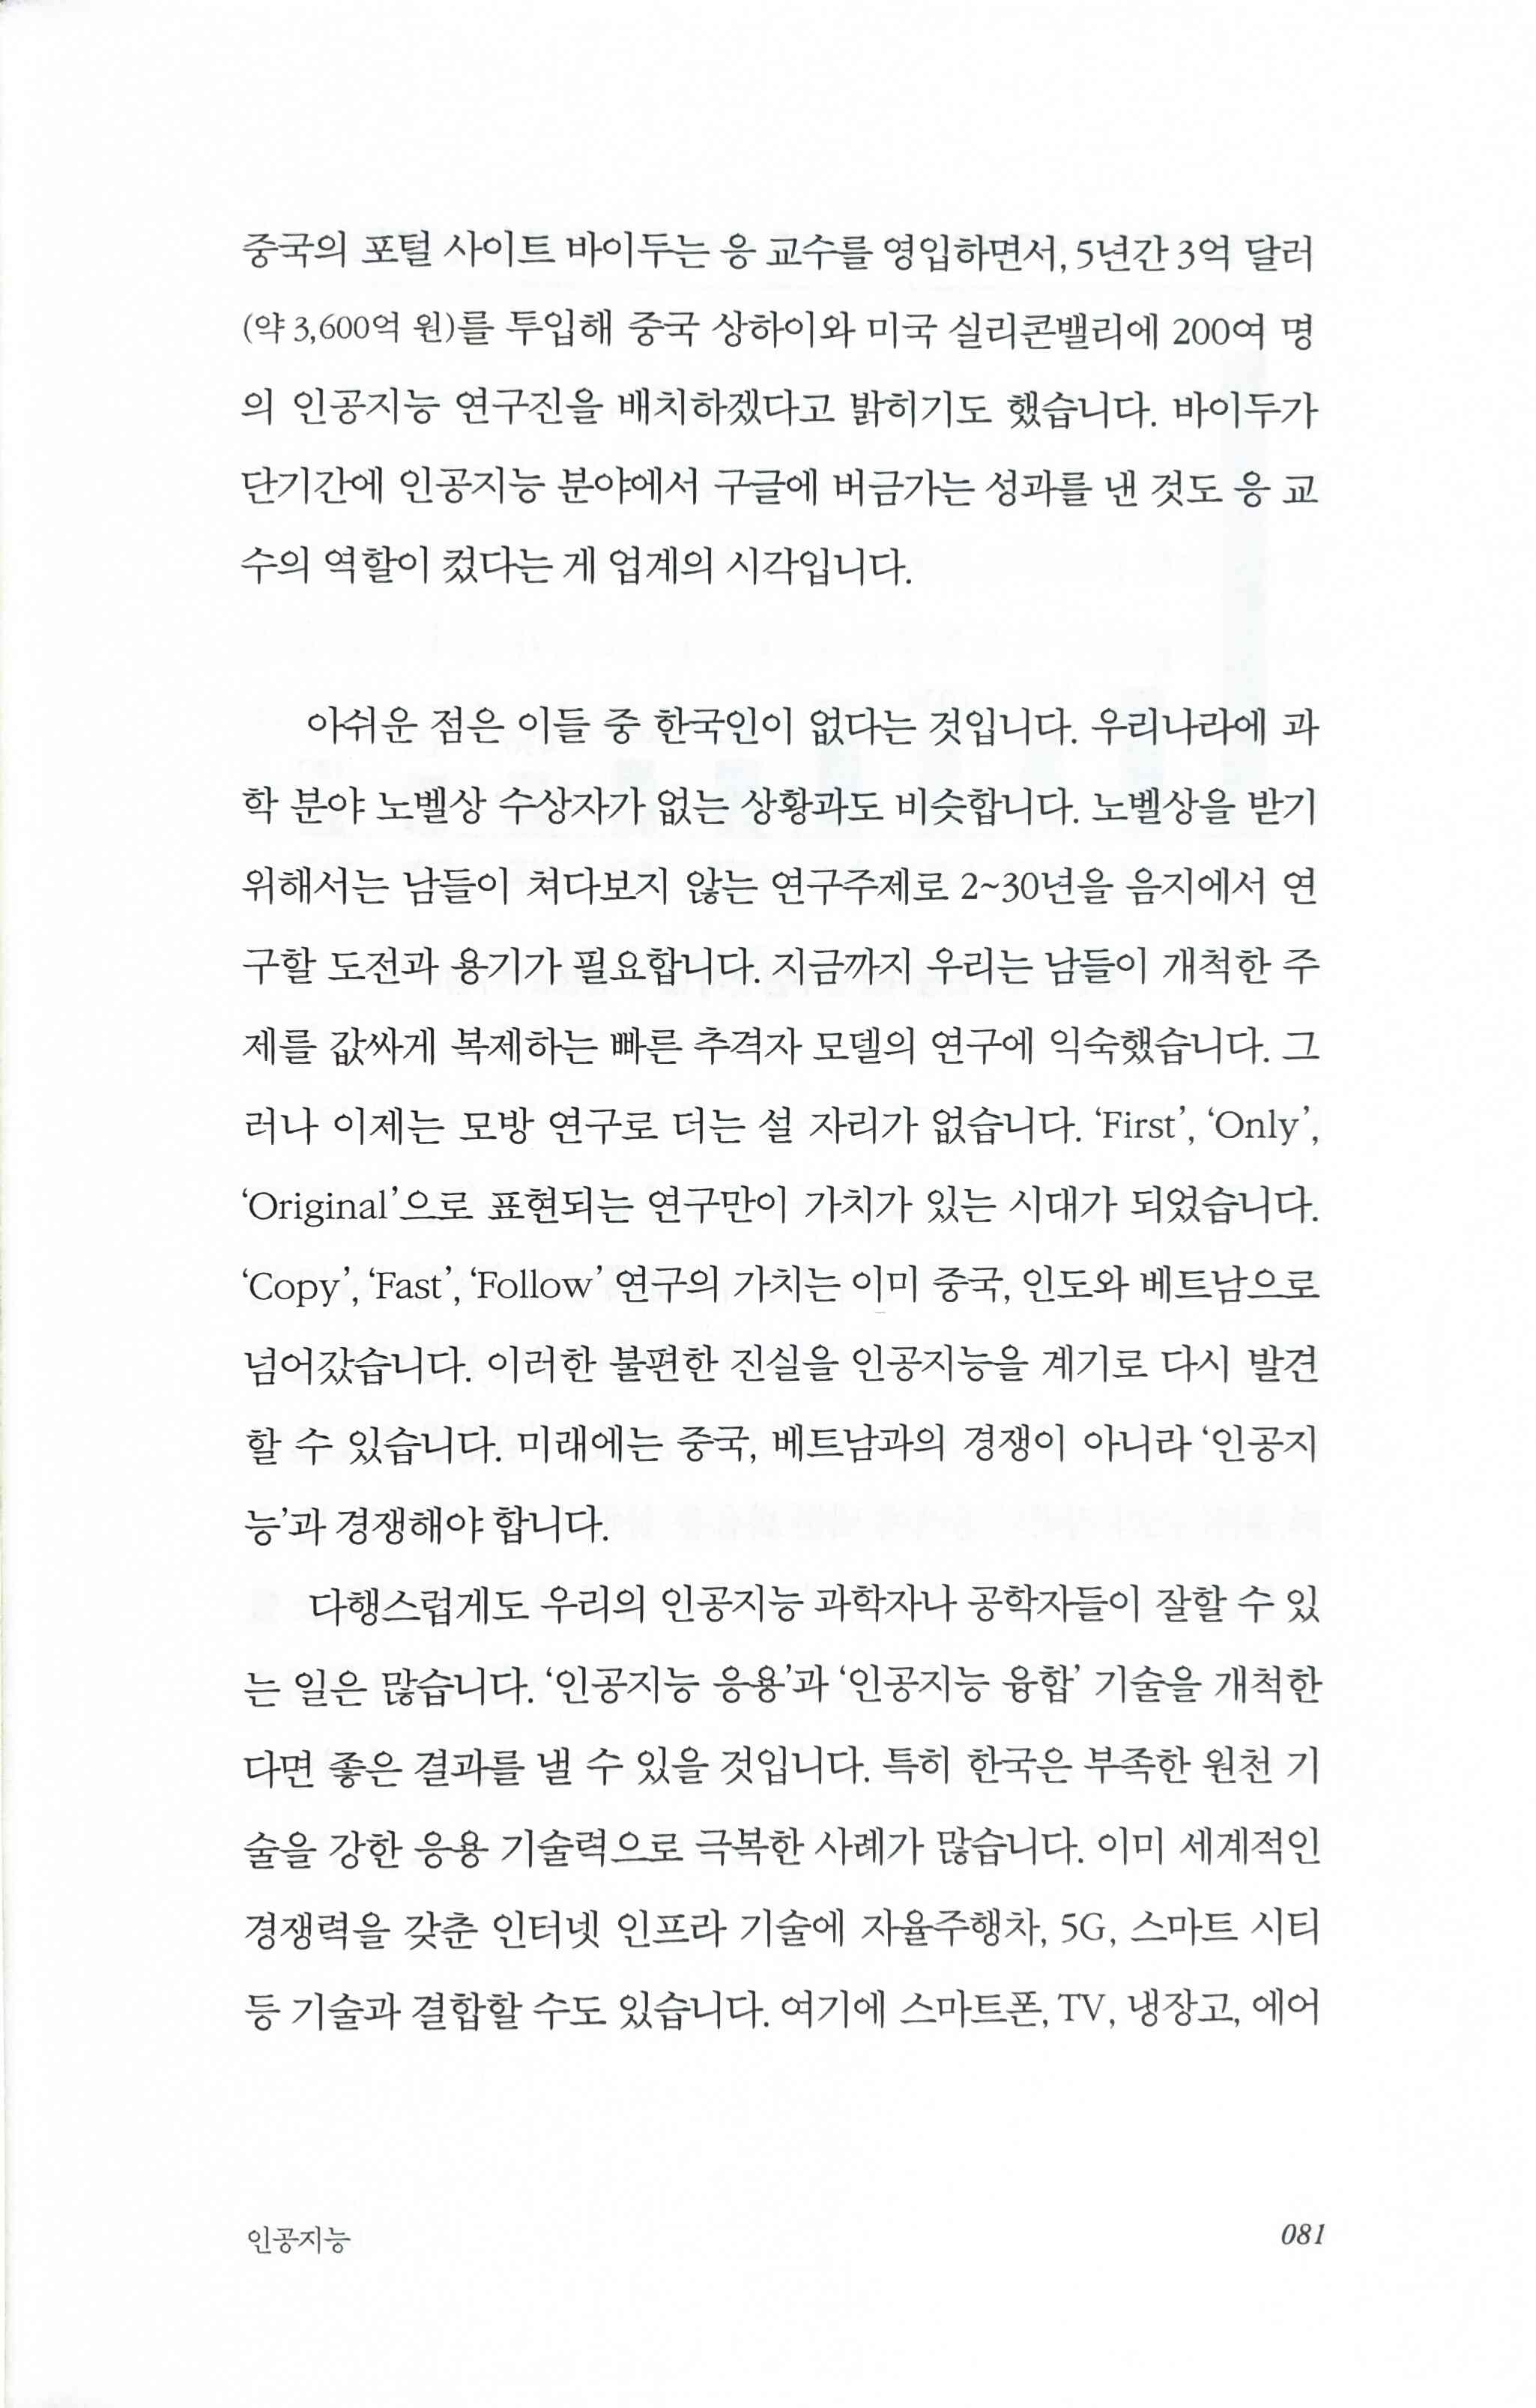 중국의 포털 사이트 바이두는 응 교수를 영입하면서, 5년간 3억 달러
(약 3,600억 원)를 투입해 중국 상하이와 미국 실리콘밸리에 200여 명
의 인공지능 연구진을 배치하겠다고 밝히기도 했습니다. 바이두가
단기간에 인공지능 분야에서 구글에 버금가는 성과를 낸 것도 응 교
수의 역할이 컸다는 게 업계의 시각입니다.
아쉬운 점은 이들 중 한국인이 없다는 것입니다. 우리나라에 과
학 분야 노벨상 수상자가 없는 상황과도 비슷합니다. 노벨상을 받기
위해서는 남들이 쳐다보지 않는 연구주제로 2~30년을 음지에서 연
구할 도전과 용기가 필요합니다. 지금까지 우리는 남들이 개척한 주
제를 값싸게 복제하는 빠른 추격자 모델의 연구에 익숙했습니다. 그
러나 이제는 모방 연구로 더는 설 자리가 없습니다. ‘First’, ‘Only’,
‘Original’으로 표현되는 연구만이 가치가 있는 시대가 되었습니다.
‘Copy’, ‘Fast’, ‘Follow’ 연구의 가치는 이미 중국, 인도와 베트남으로
넘어갔습니다. 이러한 불편한 진실을 인공지능을 계기로 다시 발견
할 수 있습니다. 미래에는 중국, 베트남과의 경쟁이 아니라 ‘인공지
능’과 경쟁해야 합니다.
다행스럽게도 우리의 인공지능 과학자나 공학자들이 잘할 수 있
는 일은 많습니다. ‘인공지능 응용’과 ‘인공지능 융합’ 기술을 개척한
다면 좋은 결과를 낼 수 있을 것입니다. 특히 한국은 부족한 원천 기
술을 강한 응용 기술력으로 극복한 사례가 많습니다. 이미 세계적인
경쟁력을 갖춘 인터넷 인프라 기술에 자율주행차, 5G, 스마트 시티
등 기술과 결합할 수도 있습니다. 여기에 스마트폰, TV, 냉장고, 에어
인공지능
081